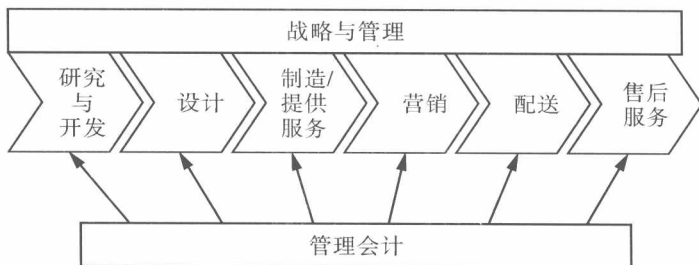 战略与管理
研究
与
开发
设计
制造/
提供
服务
营销
配送
售后
服务
管理会计